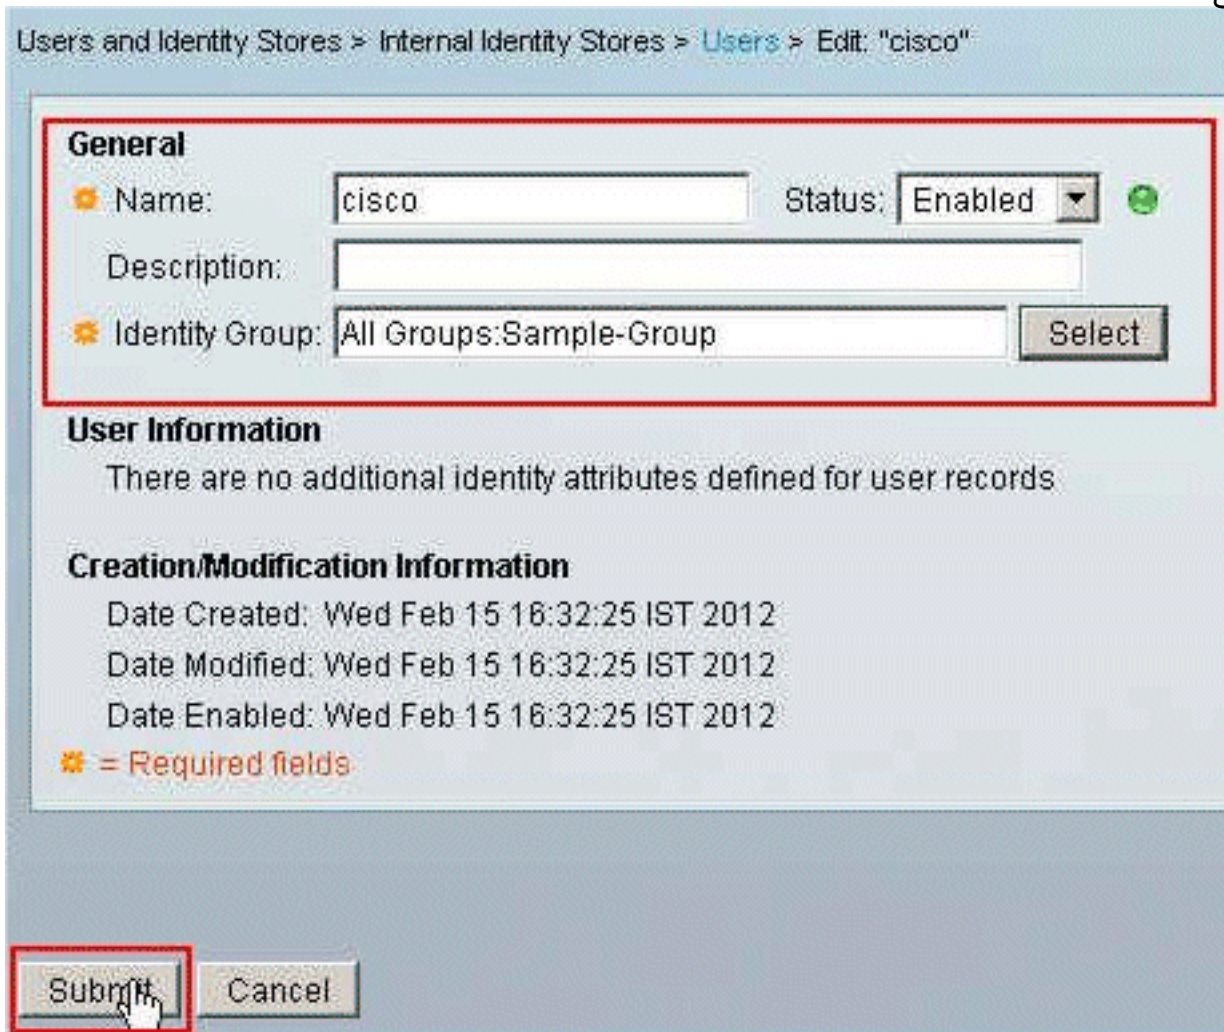 Users and Identity Stores > Internal Identity Stores > Users > Edit: "cisco"
General
Name: cisco Status: Enabled
Description:
Identity Group: All Groups:Sample-Group Select
User Information
There are no additional identity attributes defined for user records
Creation/Modification Information
Date Created: Wed Feb 15 16:32:25 IST 2012
Date Modified: Wed Feb 15 16:32:25 IST 2012
Date Enabled: Wed Feb 15 16:32:25 IST 2012
= Required fields
Submit Cancel